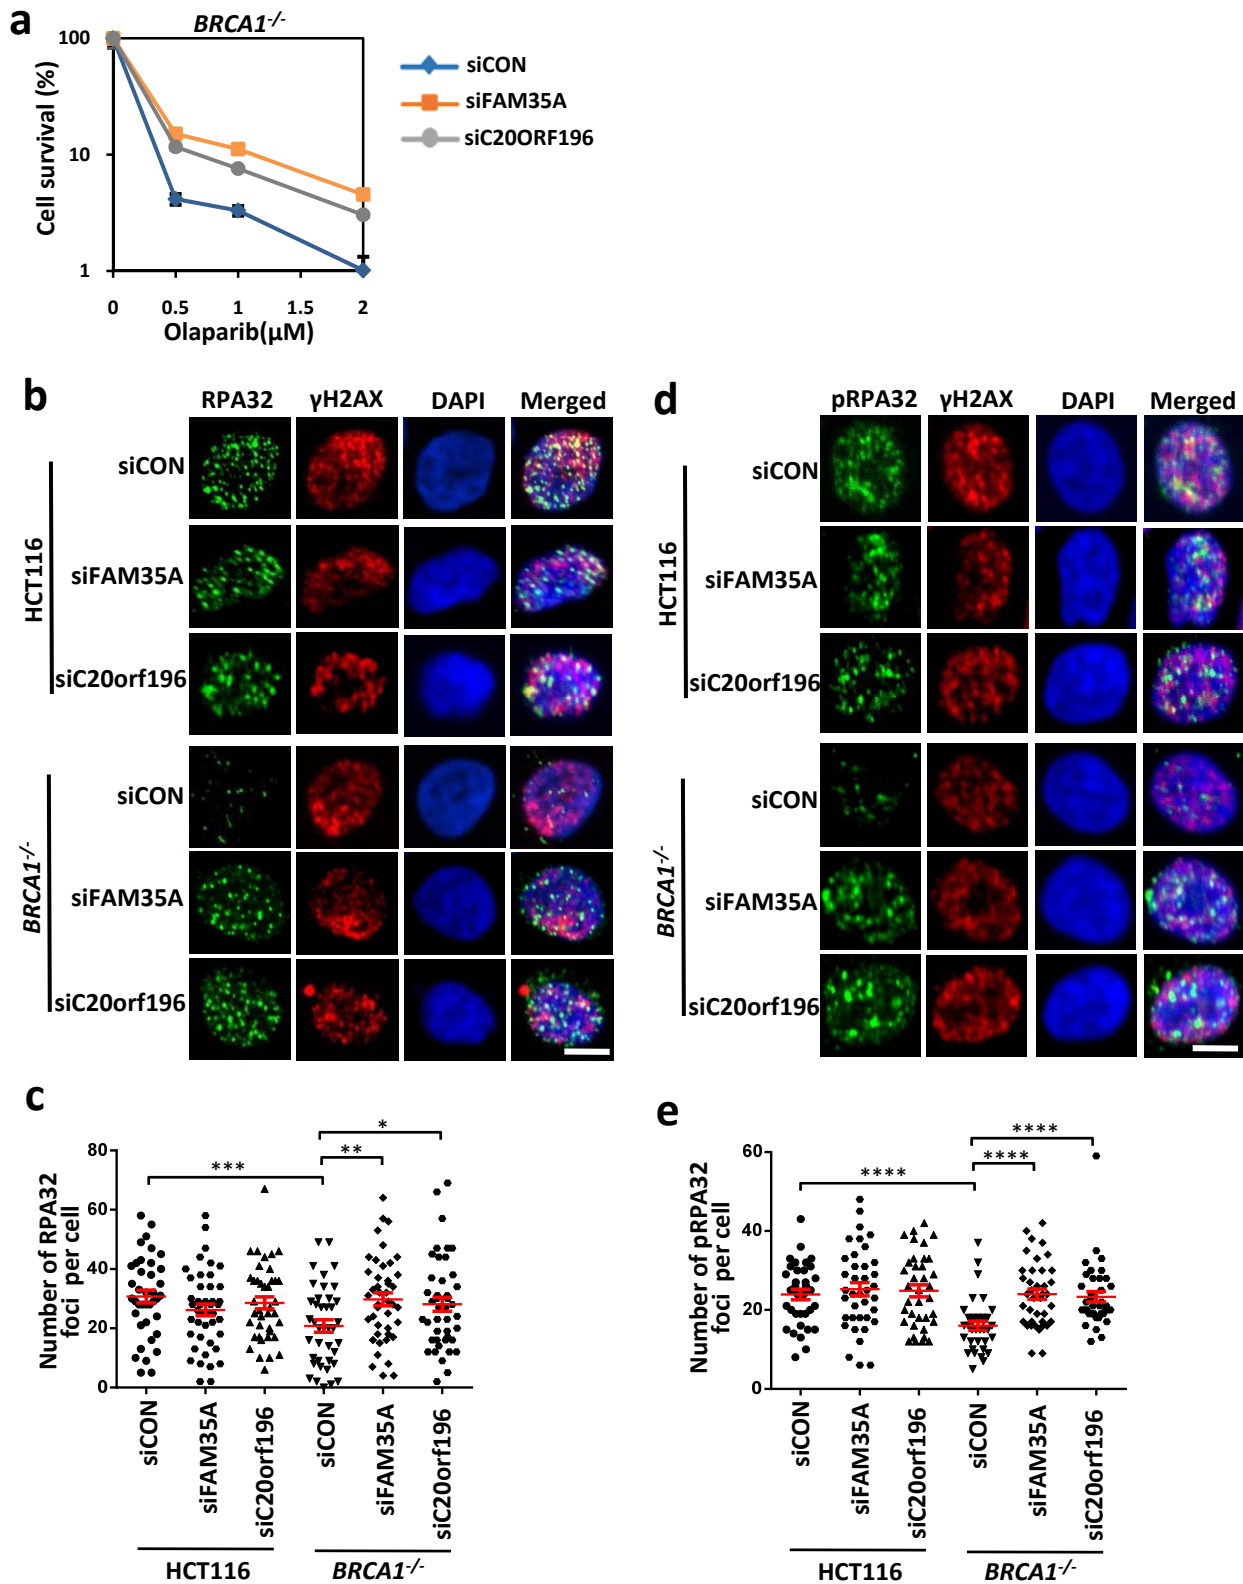 a
BRCA1-/-
100
10
1
Cell survival (%)
0 0.5 1 1.5 2
Olaparib(µM)
siCON
siFAM35A
siC20ORF196
b
RPA32 γH2AX DAPI Merged
HCT116
siCON
siFAM35A
siC20orf196
BRCA1-/-
siCON
siFAM35A
siC20orf196
d
pRPA32 γH2AX DAPI Merged
HCT116
siCON
siFAM35A
siC20orf196
BRCA1-/-
siCON
siFAM35A
siC20orf196
c
Number of RPA32
foci per cell
80
60
40
20
0
***
**
*
siCON
siFAM35A
siC20orf196
siCON
siFAM35A
siC20orf196
HCT116
BRCA1-/-
e
Number of pRPA32
foci per cell
60
40
20
0
****
****
****
siCON
siFAM35A
siC20orf196
siCON
siFAM35A
siC20orf196
HCT116
BRCA1-/-